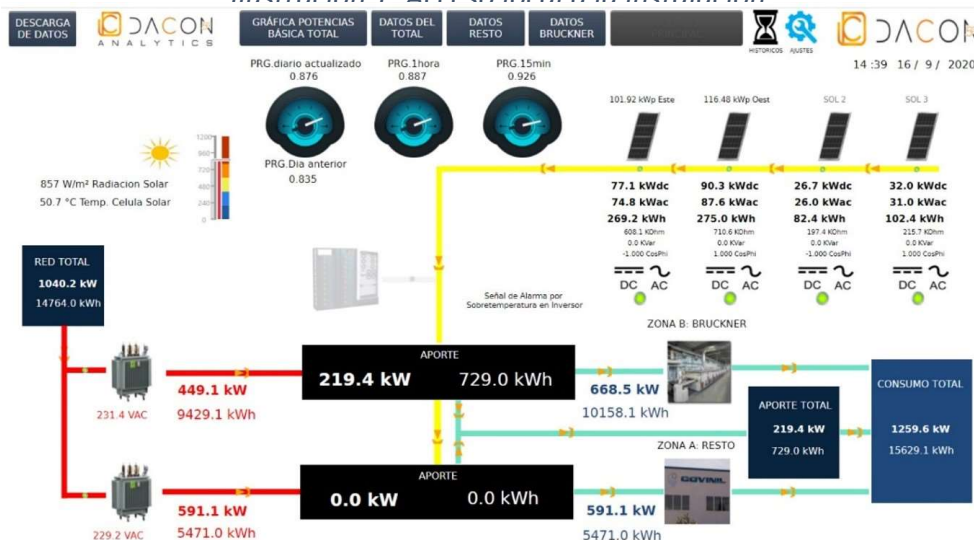 DESCARGA
DE DATOS
DACON
ANALYTICS
GRÁFICA POTENCIAS
BÁSICA TOTAL
DATOS DEL
TOTAL
DATOS
RESTO
DATOS
BRUCKNER
HISTORICOS
AJUSTES
DACON
14 :39 16 / 9 / 2020
PRG.diario actualizado
0.876
PRG.1hora
0.887
PRG.15min
0.926
PRG.Dia anterior
0.835
857 W/m² Radiacion Solar
50.7 °C Temp. Celula Solar
1200
960
720
480
240
0
101.92 kWp Este
116.48 kWp Oest
SOL 2
SOL 3
77.1 kWdc
74.8 kWac
269.2 kWh
608.1 KOhm
0.0 KVar
-1.000 CosPhi
DC AC
90.3 kWdc
87.6 kWac
275.0 kWh
710.6 KOhm
0.0 KVar
1.000 CosPhi
DC AC
26.7 kWdc
26.0 kWac
82.4 kWh
197.4 KOhm
0.0 KVar
-1.000 CosPhi
DC AC
32.0 kWdc
31.0 kWac
102.4 kWh
215.7 KOhm
0.0 KVar
1.000 CosPhi
DC AC
RED TOTAL
1040.2 kW
14764.0 kWh
Señal de Alarma por
Sobretemperatura en Inversor
ZONA B: BRUCKNER
231.4 VAC
449.1 kW
9429.1 kWh
APORTE
219.4 kW 729.0 kWh
668.5 kW
10158.1 kWh
APORTE TOTAL
219.4 kW
729.0 kWh
CONSUMO TOTAL
1259.6 kW
15629.1 kWh
ZONA A: RESTO
GOVINIL
229.2 VAC
591.1 kW
5471.0 kWh
APORTE
0.0 kW 0.0 kWh
591.1 kW
5471.0 kWh